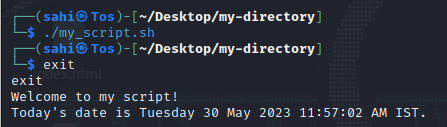 ┌──(sahi㉿Tos)-[~/Desktop/my-directory]
└─$ ./my_script.sh
┌──(sahi㉿Tos)-[~/Desktop/my-directory]
└─$ exit
exit
Welcome to my script!
Today's date is Tuesday 30 May 2023 11:57:02 AM IST.